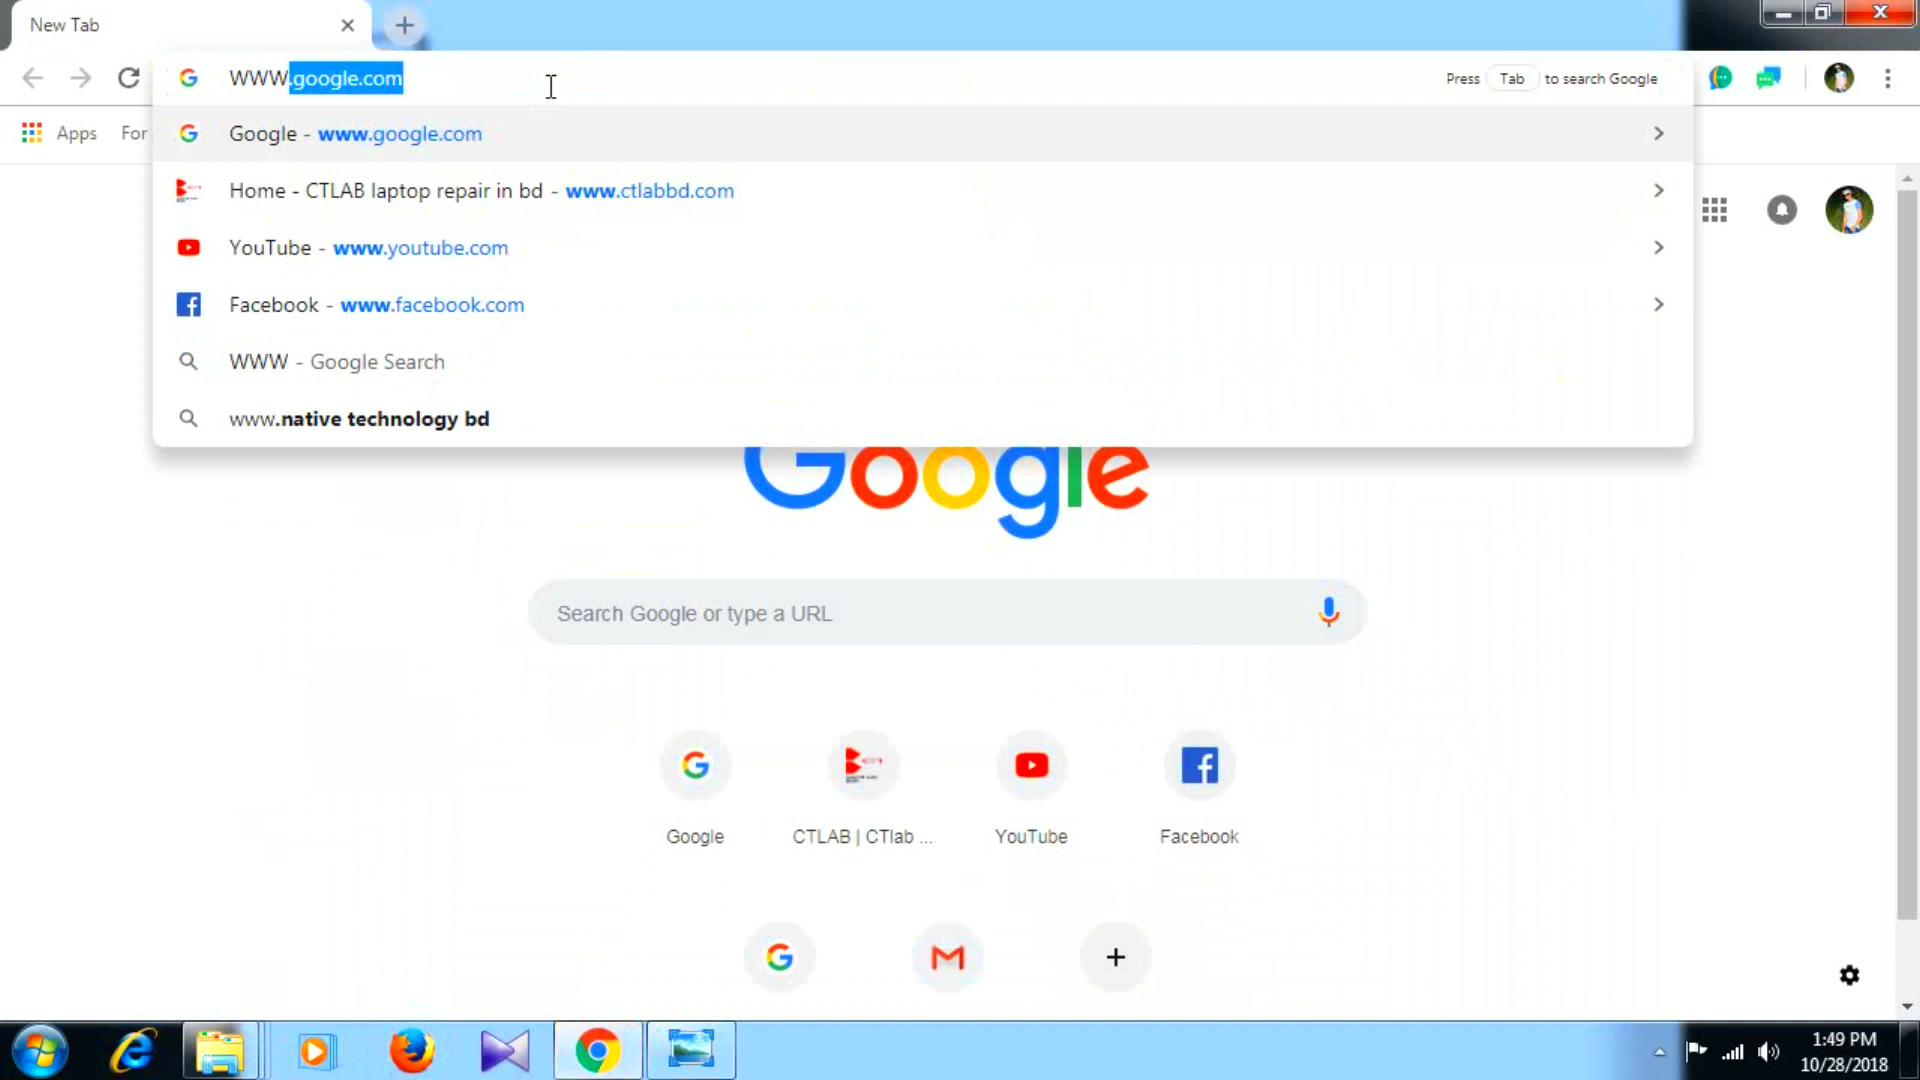 New Tab
WWW.google.com
Press Tab to search Google
Apps For
Google - www.google.com
Home - CTLAB laptop repair in bd - www.ctlabbd.com
YouTube - www.youtube.com
Facebook - www.facebook.com
WWW - Google Search
www.native technology bd
Google
Search Google or type a URL
Google
CTLAB | CTlab ...
YouTube
Facebook
1:49 PM
10/28/2018